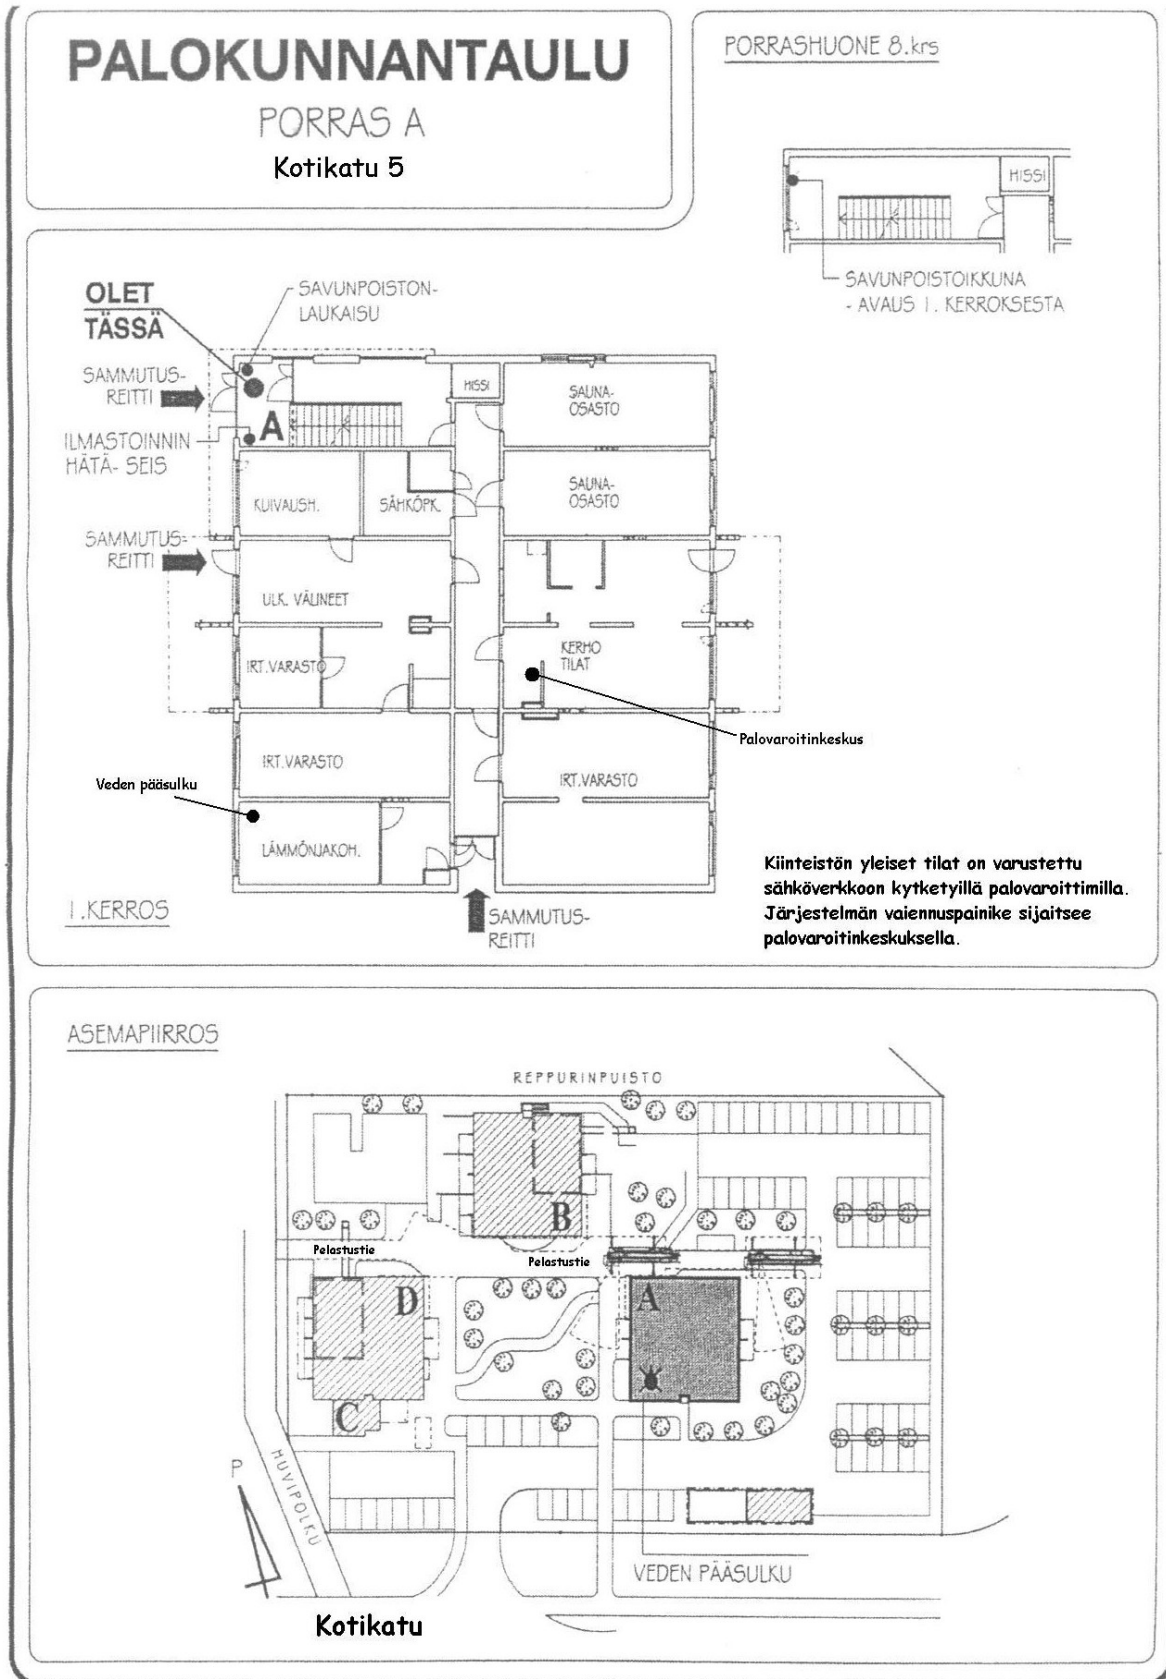 PALOKUNNANTAULU
PORRAS A
Kotikatu 5
PORRASHUONE 8.krs
HISSI
SAVUNPOISTOIKKUNA
- AVAUS 1. KERROKSESTA
OLET
TÄSSÄ
SAVUNPOISTON-
LAUKAISU
SAMMUTUS-
REITTI
A
ILMASTOINNIN
HÄTÄ- SEIS
HISSI
SAUNA-
OSASTO
KUIVAUSH.
SÄHKÖPK.
SAUNA-
OSASTO
SAMMUTUS-
REITTI
ULK. VÄLINEET
IRT.VARASTO
KERHO
TILAT
Palovaroitinkeskus
IRT.VARASTO
IRT.VARASTO
Veden pääsulku
LÄMMÖNJAKOH.
1.KERROS
SAMMUTUS-
REITTI
Kiinteistön yleiset tilat on varustettu
sähköverkkoon kytketyillä palovaroittimilla.
Järjestelmän vaiennuspainike sijaitsee
palovaroitinkeskuksella.
ASEMAPIIRROS
REPPURINPUISTO
B
Pelastustie
Pelastustie
D
A
C
P
HUVIPOLKU
VEDEN PÄÄSULKU
Kotikatu